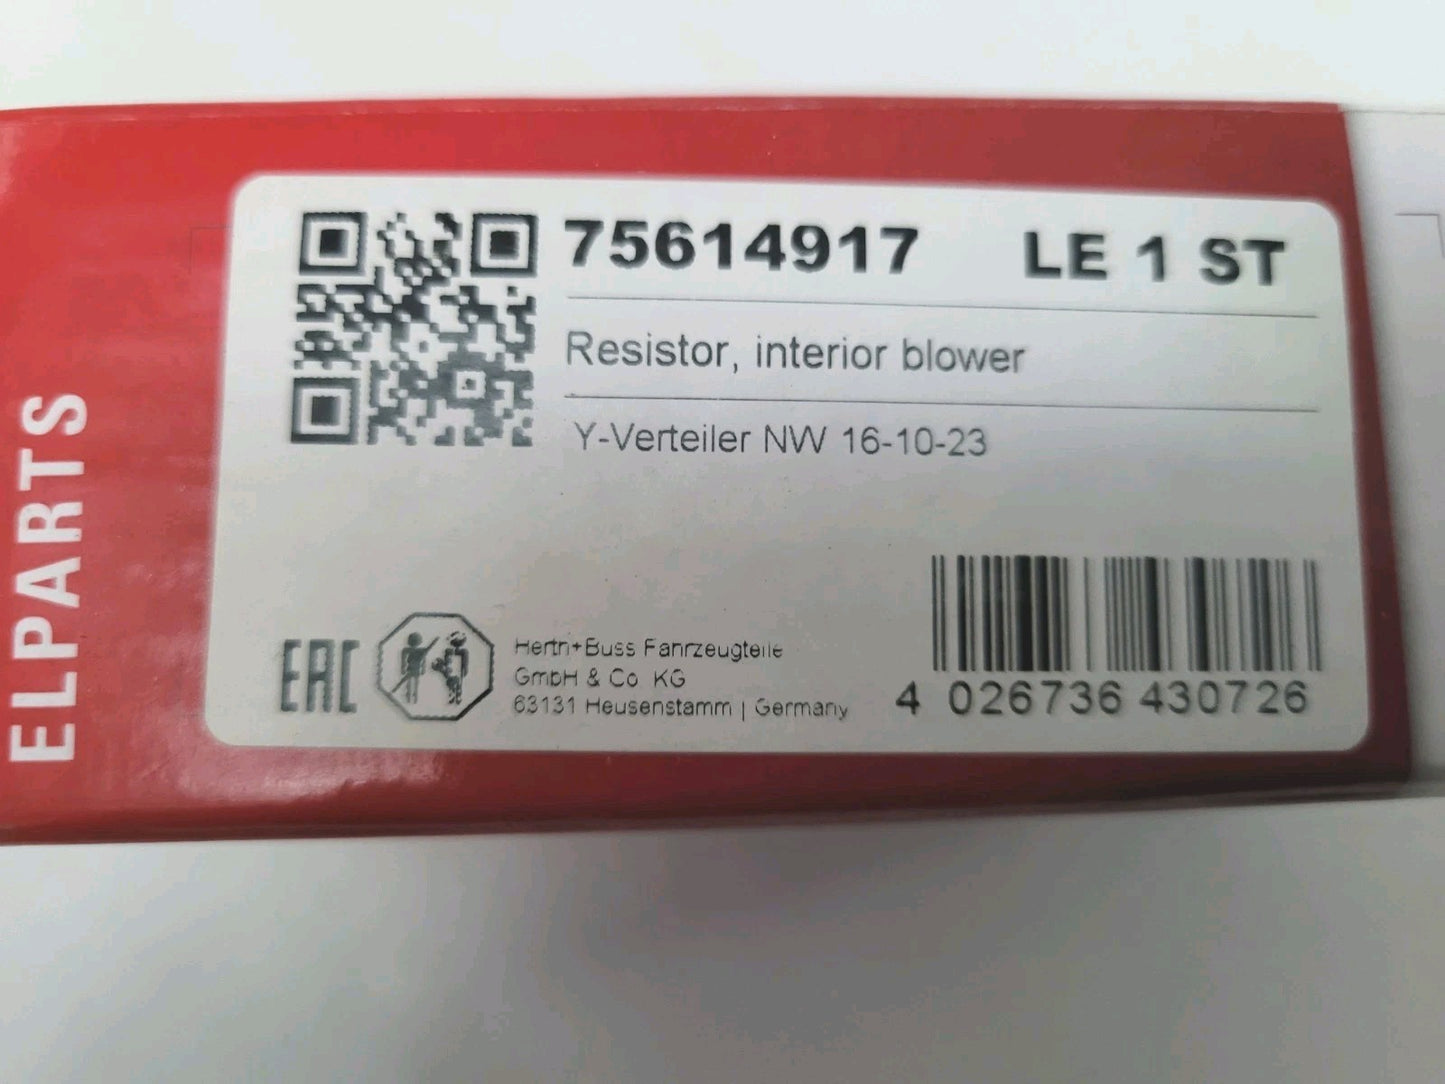 ELPARTS
75614917 LE 1 ST
Resistor, interior blower
Y-Verteiler NW 16-10-23
EAC
Herth+Buss Fahrzeugteile
GmbH & Co. KG
63131 Heusenstamm | Germany
4 026736 430726